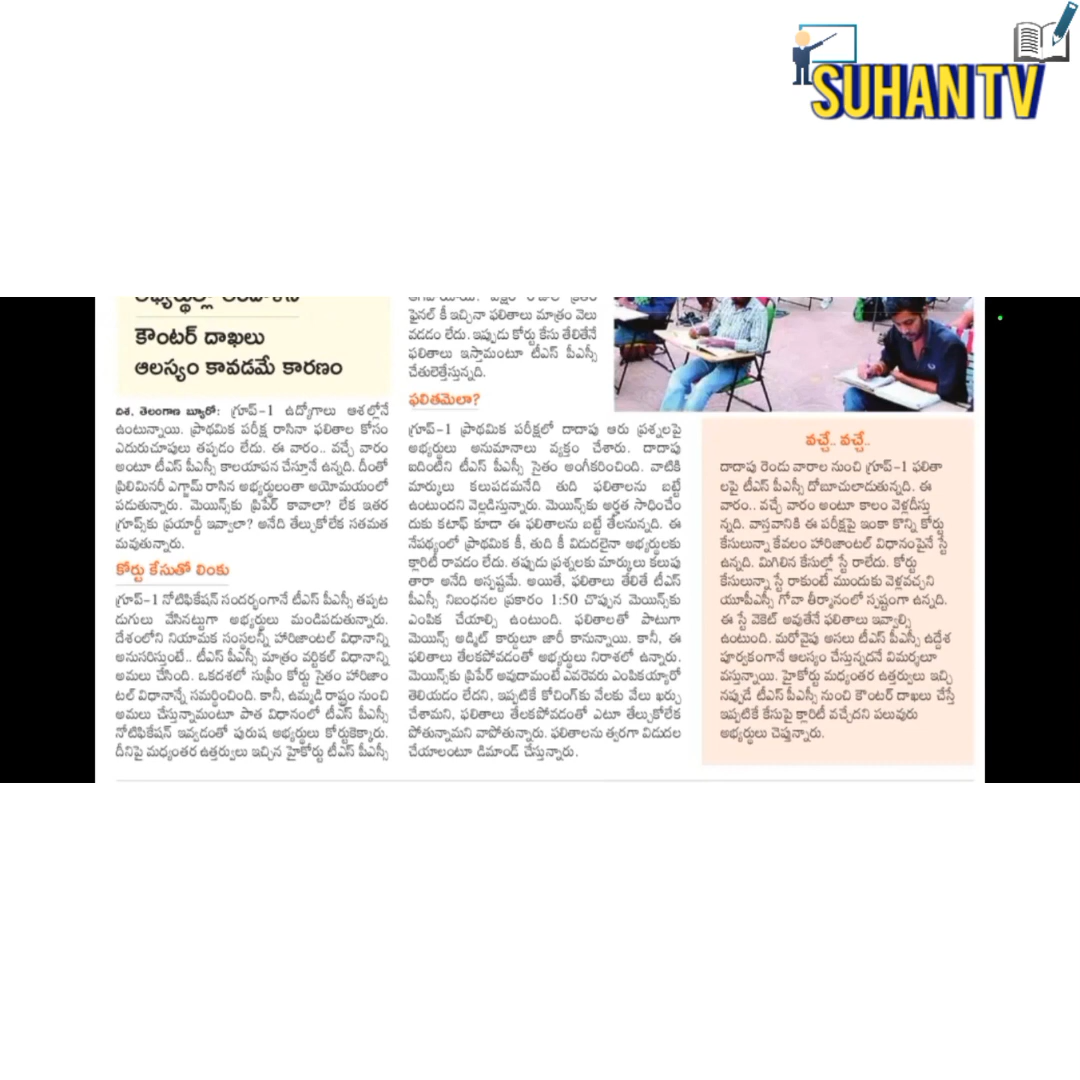 SUHAN TV
కౌంటర్ దాఖలు
ఆలస్యం కావడమే కారణం
దిశ, తెలంగాణ బ్యూరో: గ్రూప్-1 ఉద్యోగాలు ఆశల్లోనే
ఉంటున్నాయి. ప్రాథమిక పరీక్ష రాసినా ఫలితాల కోసం
ఎదురుచూపులు తప్పడం లేదు. ఈ వారం.. వచ్చే వారం
అంటూ టీఎస్ పీఎస్సీ కాలయాపన చేస్తూనే ఉన్నది. దీంతో
ప్రిలిమినరీ ఎగ్జామ్ రాసిన అభ్యర్థులంతా అయోమయంలో
పడుతున్నారు. మెయిన్స్‌కు ప్రిపేర్ కావాలా? లేక ఇతర
గ్రూప్స్‌కు ప్రయార్టీ ఇవ్వాలా? అనేది తేల్చుకోలేక సతమత
మవుతున్నారు.
కోర్టు కేసుతో లింకు
గ్రూప్-1 నోటిఫికేషన్ సందర్భంగానే టీఎస్ పీఎస్సీ తప్పట
డుగులు వేసినట్టుగా అభ్యర్థులు మండిపడుతున్నారు.
దేశంలోని నియామక సంస్థలన్నీ హారిజాంటల్ విధానాన్ని
అనుసరిస్తుంటే.. టీఎస్ పీఎస్సీ మాత్రం వర్టికల్ విధానాన్ని
అమలు చేసింది. ఒకదశలో సుప్రీం కోర్టు సైతం హారిజాం
టల్ విధానాన్నే సమర్థించింది. కానీ, ఉమ్మడి రాష్ట్రం నుంచి
అమలు చేస్తున్నామంటూ పాత విధానంలో టీఎస్ పీఎస్సీ
నోటిఫికేషన్ ఇవ్వడంతో పురుష అభ్యర్థులు కోర్టుకెక్కారు.
దీనిపై మధ్యంతర ఉత్తర్వులు ఇచ్చిన హైకోర్టు టీఎస్ పీఎస్సీ
ఫైనల్ కీ ఇచ్చినా ఫలితాలు మాత్రం వెలు
వడడం లేదు. ఇప్పుడు కోర్టు కేసు తేలితేనే
ఫలితాలు ఇస్తామంటూ టీఎస్ పీఎస్సీ
చేతులెత్తేస్తున్నది.
ఫలితమెలా?
గ్రూప్-1 ప్రాథమిక పరీక్షలో దాదాపు ఆరు ప్రశ్నలపై
అభ్యర్థులు అనుమానాలు వ్యక్తం చేశారు. దాదాపు
ఐదింటిని టీఎస్ పీఎస్సీ సైతం అంగీకరించింది. వాటికి
మార్కులు కలుపడమనేది తుది ఫలితాలను బట్టే
ఉంటుందని వెల్లడిస్తున్నారు. మెయిన్స్‌కు అర్హత సాధించేం
దుకు కటాఫ్ కూడా ఈ ఫలితాలను బట్టే తేలనున్నది. ఈ
నేపథ్యంలో ప్రాథమిక కీ, తుది కీ విడుదలైనా అభ్యర్థులకు
క్లారిటీ రావడం లేదు. తప్పుడు ప్రశ్నలకు మార్కులు కలుపు
తారా అనేది అస్పష్టమే. అయితే, ఫలితాలు తేలితే టీఎస్
పీఎస్సీ నిబంధనల ప్రకారం 1:50 చొప్పున మెయిన్స్‌కు
ఎంపిక చేయాల్సి ఉంటుంది. ఫలితాలతో పాటుగా
మెయిన్స్ అడ్మిట్ కార్డులూ జారీ కానున్నాయి. కానీ, ఈ
ఫలితాలు తేలకపోవడంతో అభ్యర్థులు నిరాశలో ఉన్నారు.
మెయిన్స్‌కు ప్రిపేర్ అవుదామంటే ఎవరెవరు ఎంపికయ్యారో
తెలియడం లేదని, ఇప్పటికే కోచింగ్‌కు వేలకు వేలు ఖర్చు
చేశామని, ఫలితాలు తేలకపోవడంతో ఎటూ తేల్చుకోలేక
పోతున్నామని వాపోతున్నారు. ఫలితాలను త్వరగా విడుదల
చేయాలంటూ డిమాండ్ చేస్తున్నారు.
వచ్చే.. వచ్చే..
దాదాపు రెండు వారాల నుంచి గ్రూప్-1 ఫలితా
లపై టీఎస్ పీఎస్సీ దోబూచులాడుతున్నది. ఈ
వారం.. వచ్చే వారం అంటూ కాలం వెళ్లదీస్తు
న్నది. వాస్తవానికి ఈ పరీక్షపై ఇంకా కొన్ని కోర్టు
కేసులున్నా కేవలం హారిజాంటల్ విధానంపైనే స్టే
ఉన్నది. మిగిలిన కేసుల్లో స్టే రాలేదు. కోర్టు
కేసులున్నా స్టే రాకుంటే ముందుకు వెళ్లవచ్చని
యూపీఎస్సీ గోవా తీర్మానంలో స్పష్టంగా ఉన్నది.
ఈ స్టే వెకెట్ అవుతేనే ఫలితాలు ఇవ్వాల్సి
ఉంటుంది. మరోవైపు అసలు టీఎస్ పీఎస్సీ ఉద్దేశ
పూర్వకంగానే ఆలస్యం చేస్తున్నదనే విమర్శలూ
వస్తున్నాయి. హైకోర్టు మధ్యంతర ఉత్తర్వులు ఇచ్చి
నప్పుడే టీఎస్ పీఎస్సీ నుంచి కౌంటర్ దాఖలు చేస్తే
ఇప్పటికే కేసుపై క్లారిటీ వచ్చేదని పలువురు
అభ్యర్థులు చెప్తున్నారు.